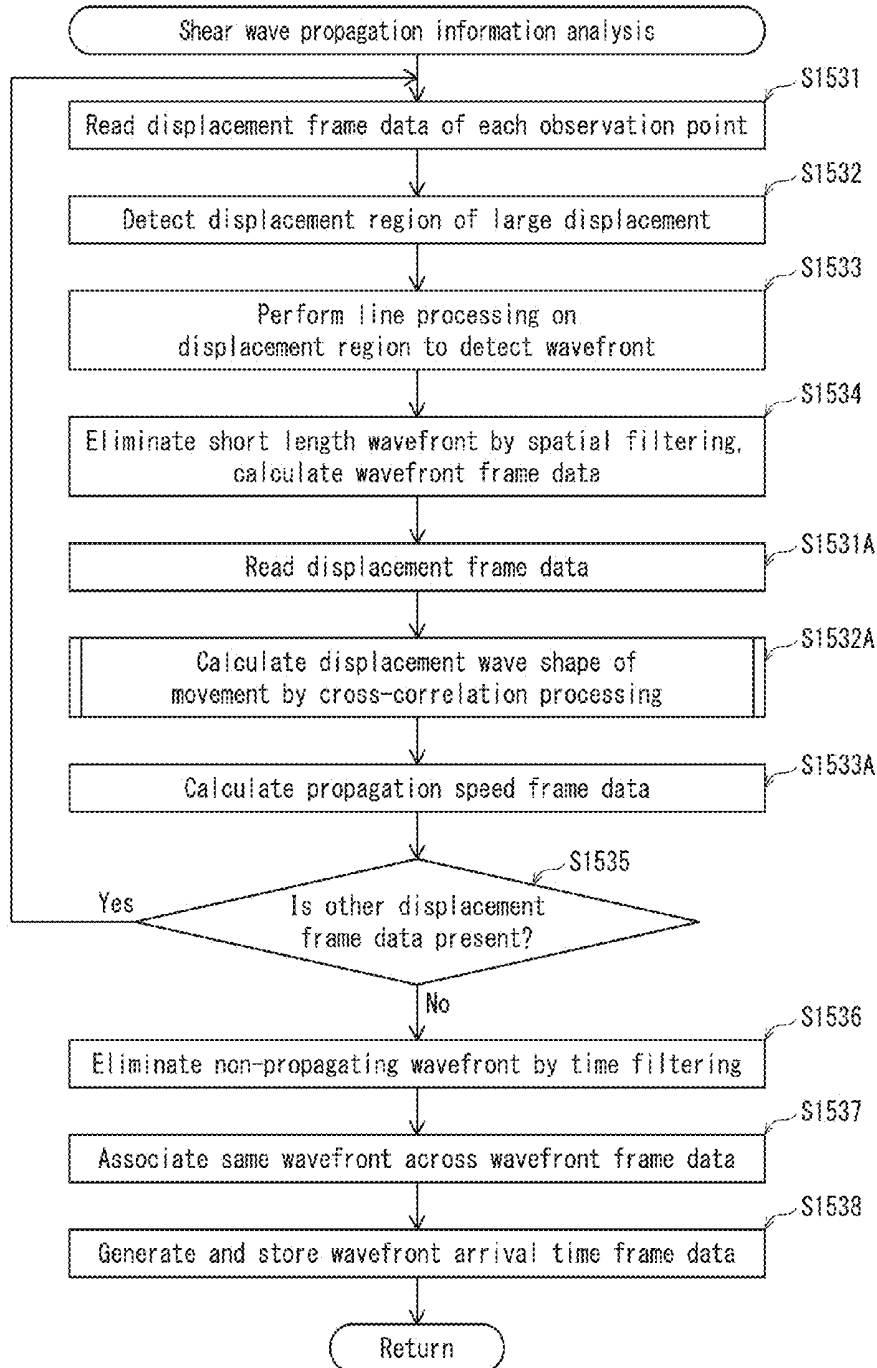 Shear wave propagation information analysis
S1531
Read displacement frame data of each observation point
S1532
Detect displacement region of large displacement
S1533
Perform line processing on
displacement region to detect wavefront
S1534
Eliminate short length wavefront by spatial filtering,
calculate wavefront frame data
S1531A
Read displacement frame data
S1532A
Calculate displacement wave shape of
movement by cross-correlation processing
S1533A
Calculate propagation speed frame data
S1535
Yes
Is other displacement
frame data present?
No
S1536
Eliminate non-propagating wavefront by time filtering
S1537
Associate same wavefront across wavefront frame data
S1538
Generate and store wavefront arrival time frame data
Return